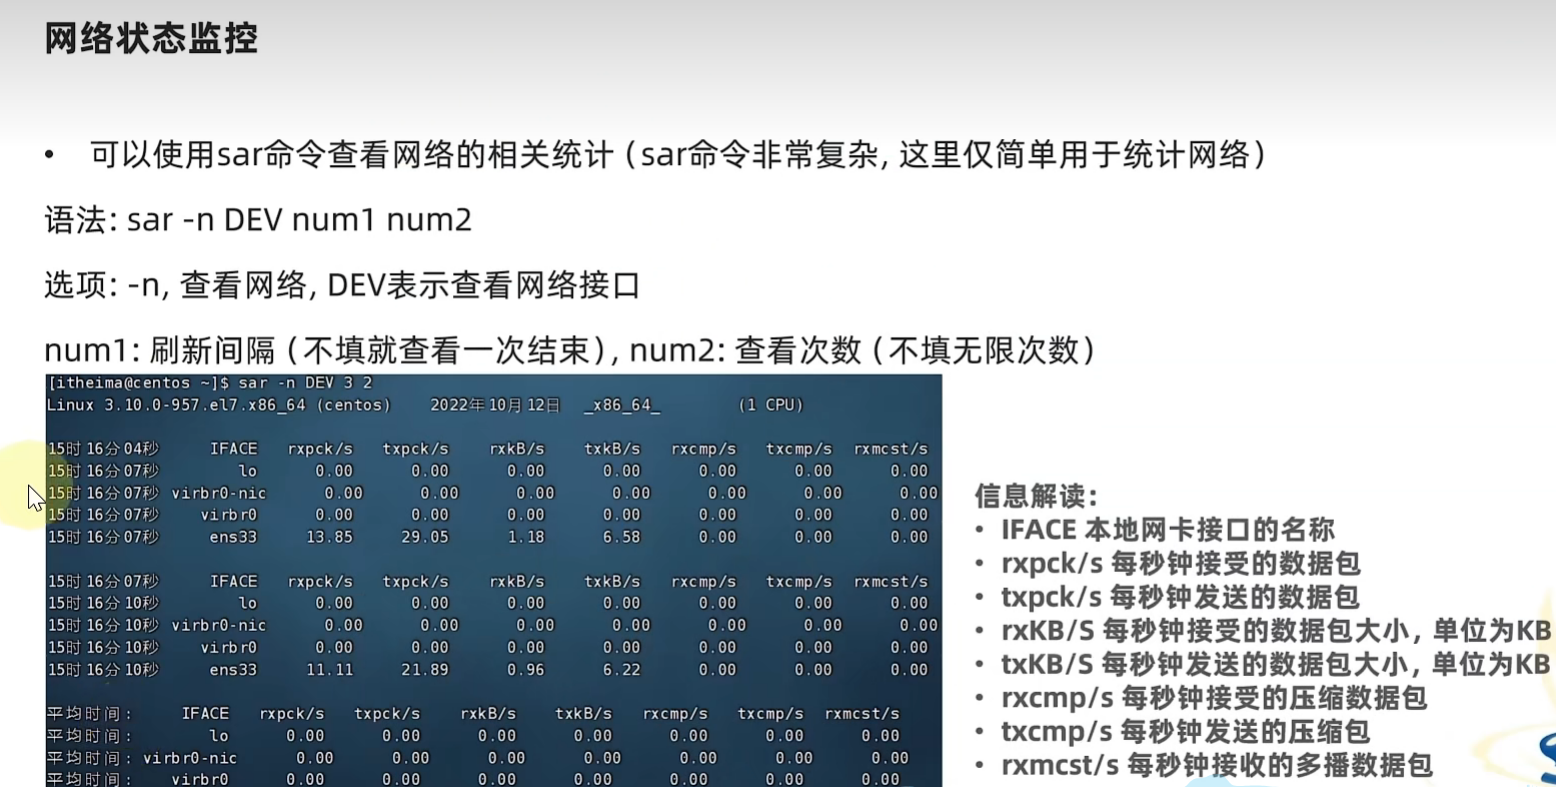 网络状态监控
• 可以使用sar命令查看网络的相关统计（sar命令非常复杂, 这里仅简单用于统计网络）
语法: sar -n DEV num1 num2
选项: -n, 查看网络, DEV表示查看网络接口
num1: 刷新间隔（不填就查看一次结束）, num2: 查看次数（不填无限次数）
[itheima@centos ~]$ sar -n DEV 3 2
Linux 3.10.0-957.el7.x86_64 (centos) 2022年10月12日 _x86_64_ (1 CPU)
15时16分04秒 IFACE rxpck/s txpck/s rxkB/s txkB/s rxcmp/s txcmp/s rxmcst/s
15时16分07秒 lo 0.00 0.00 0.00 0.00 0.00 0.00 0.00
15时16分07秒 virbr0-nic 0.00 0.00 0.00 0.00 0.00 0.00 0.00
15时16分07秒 virbr0 0.00 0.00 0.00 0.00 0.00 0.00 0.00
15时16分07秒 ens33 13.85 29.05 1.18 6.58 0.00 0.00 0.00
15时16分07秒 IFACE rxpck/s txpck/s rxkB/s txkB/s rxcmp/s txcmp/s rxmcst/s
15时16分10秒 lo 0.00 0.00 0.00 0.00 0.00 0.00 0.00
15时16分10秒 virbr0-nic 0.00 0.00 0.00 0.00 0.00 0.00 0.00
15时16分10秒 virbr0 0.00 0.00 0.00 0.00 0.00 0.00 0.00
15时16分10秒 ens33 11.11 21.89 0.96 6.22 0.00 0.00 0.00
平均时间: IFACE rxpck/s txpck/s rxkB/s txkB/s rxcmp/s txcmp/s rxmcst/s
平均时间: lo 0.00 0.00 0.00 0.00 0.00 0.00 0.00
平均时间: virbr0-nic 0.00 0.00 0.00 0.00 0.00 0.00 0.00
平均时间: virbr0 0.00 0.00 0.00 0.00 0.00 0.00 0.00
信息解读:
• IFACE 本地网卡接口的名称
• rxpck/s 每秒钟接受的数据包
• txpck/s 每秒钟发送的数据包
• rxKB/S 每秒钟接受的数据包大小, 单位为KB
• txKB/S 每秒钟发送的数据包大小, 单位为KB
• rxcmp/s 每秒钟接受的压缩数据包
• txcmp/s 每秒钟发送的压缩包
• rxmcst/s 每秒钟接收的多播数据包